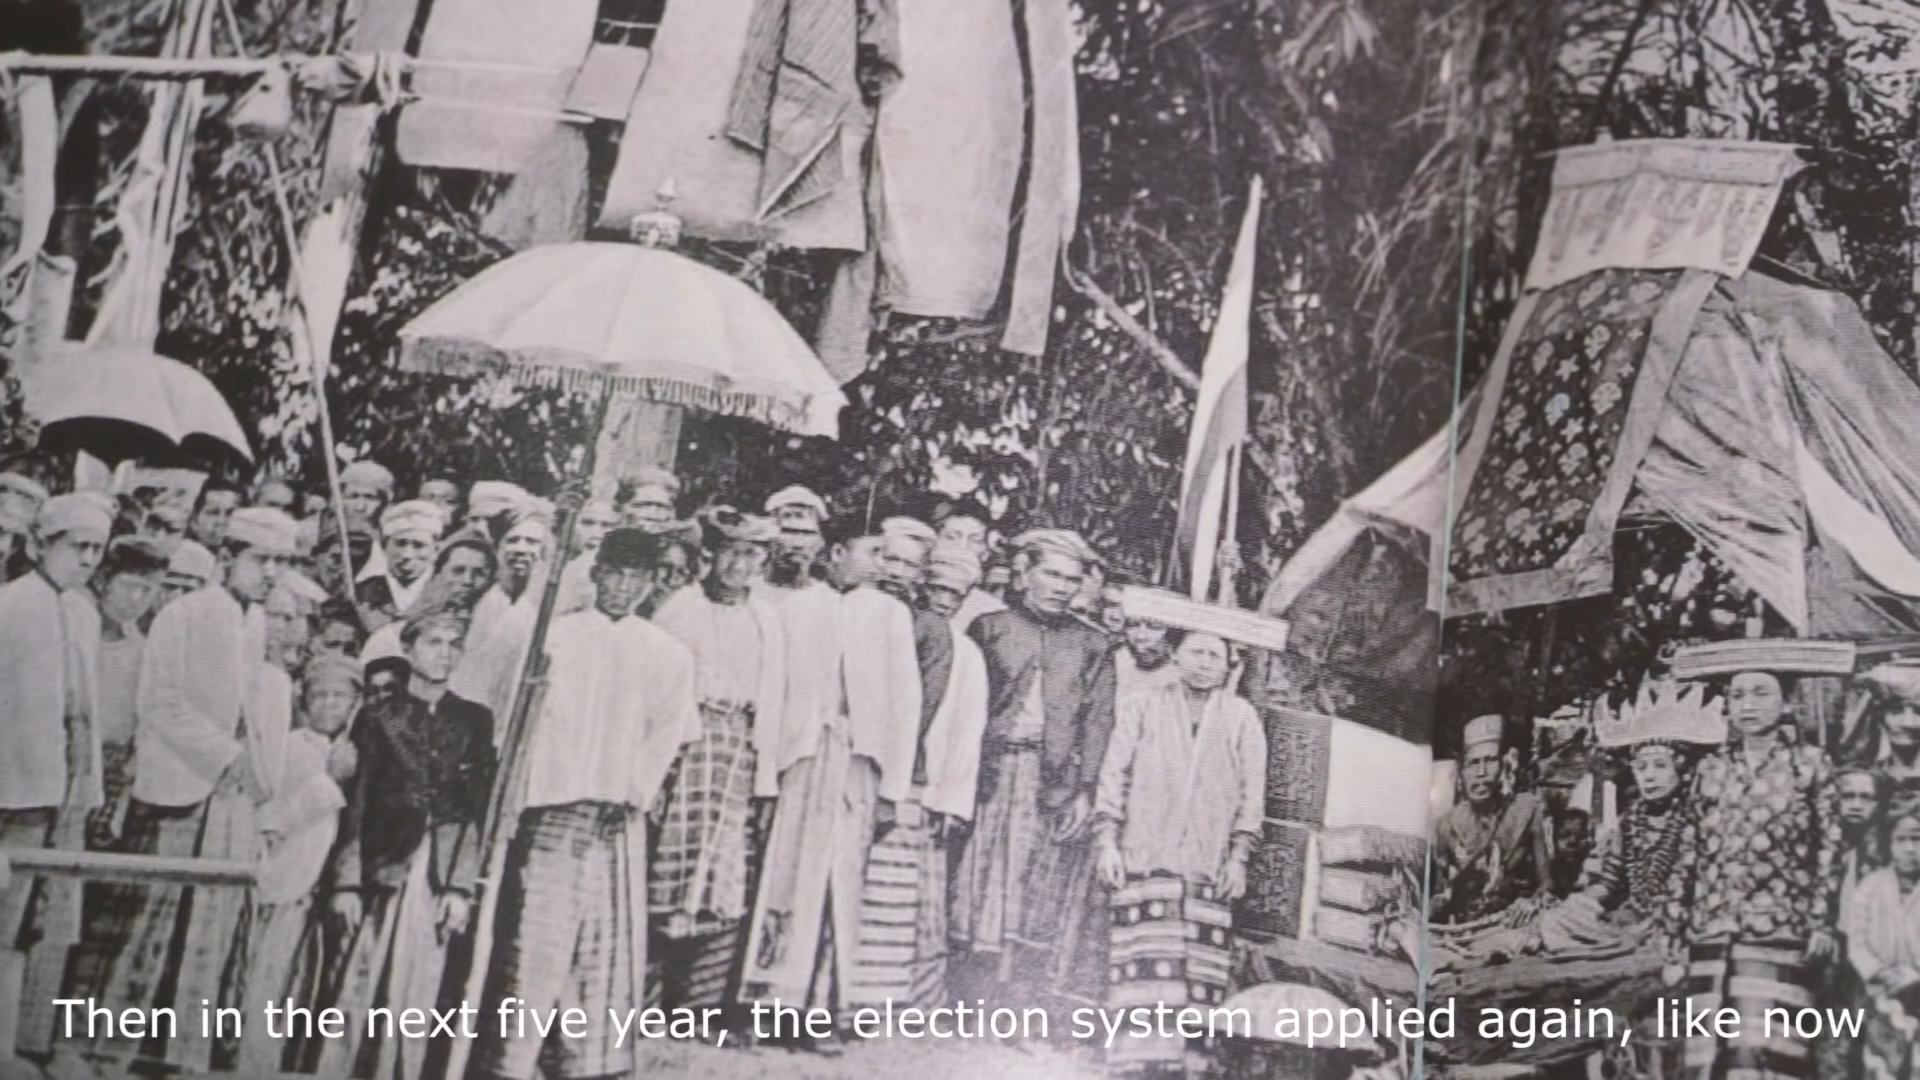 Then in the next five year, the election system applied again, like now